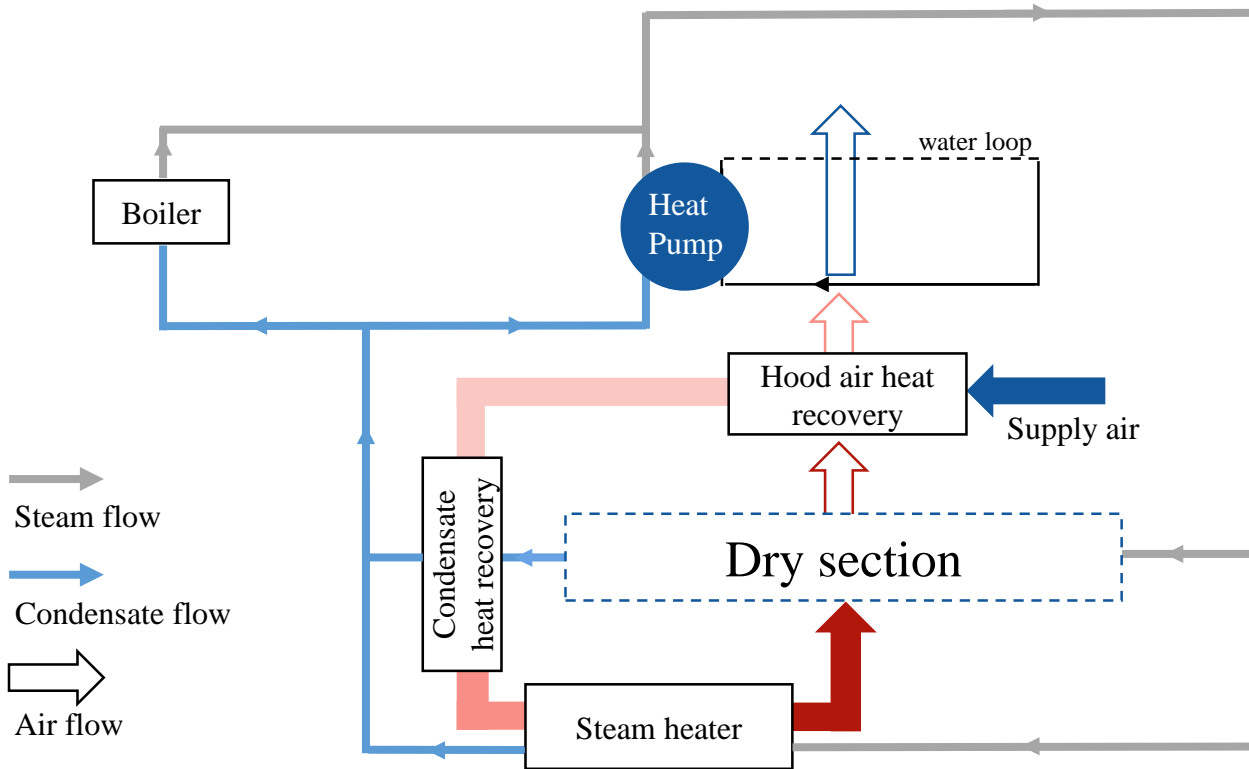 water loop
Boiler
Heat
Pump
Hood air heat
recovery
Supply air
Condensate
heat recovery
Steam flow
Dry section
Condensate flow
Air flow
Steam heater